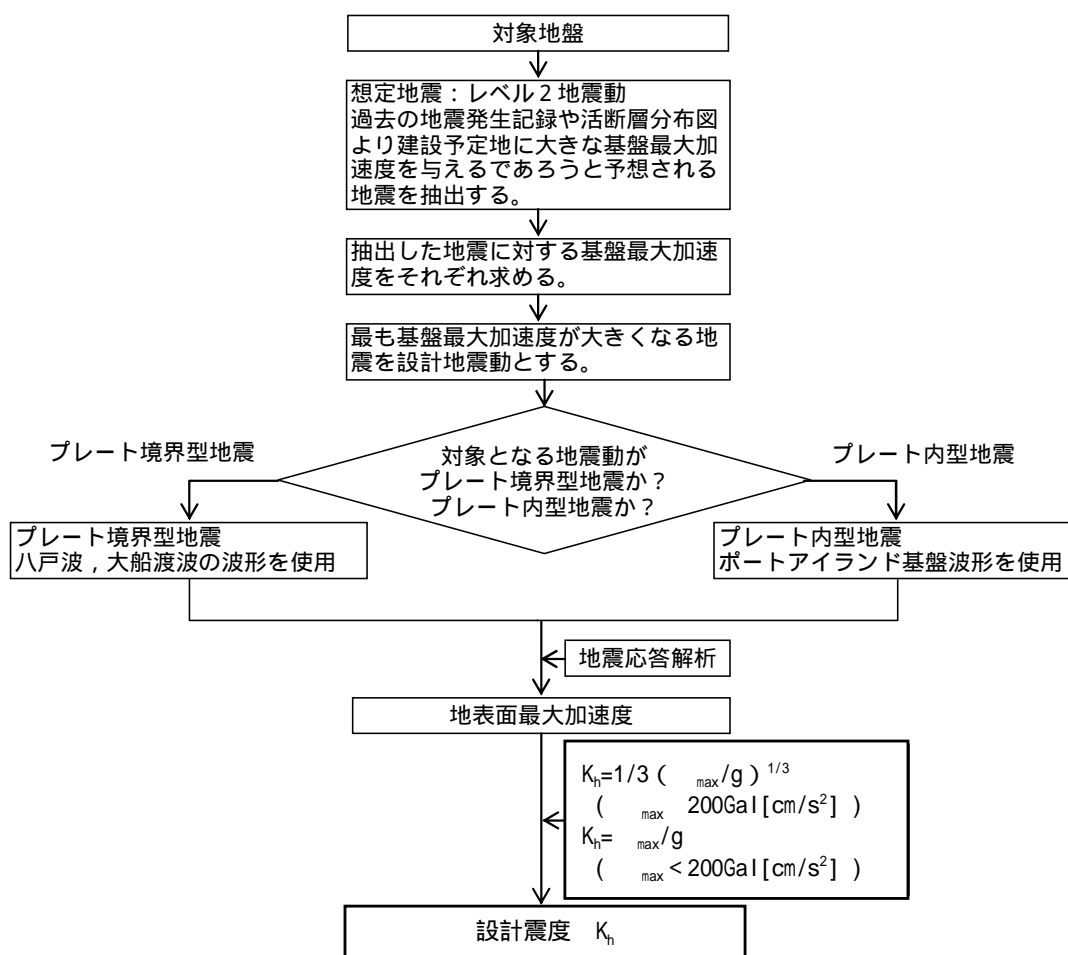 対象地盤
想定地震：レベル２地震動
過去の地震発生記録や活断層分布図
より建設予定地に大きな基盤最大加
速度を与えるであろうと予想される
地震を抽出する。
抽出した地震に対する基盤最大加速
度をそれぞれ求める。
最も基盤最大加速度が大きくなる地
震を設計地震動とする。
プレート境界型地震
対象となる地震動が
プレート境界型地震か？
プレート内型地震か？
プレート内型地震
プレート境界型地震
八戸波，大船渡波の波形を使用
プレート内型地震
ポートアイランド基盤波形を使用
地震応答解析
地表面最大加速度
Kh=1/3（ max/g）1/3
（ max 200Gal[cm/s2]）
Kh= max/g
（ max＜200Gal[cm/s2]）
設計震度 Kh